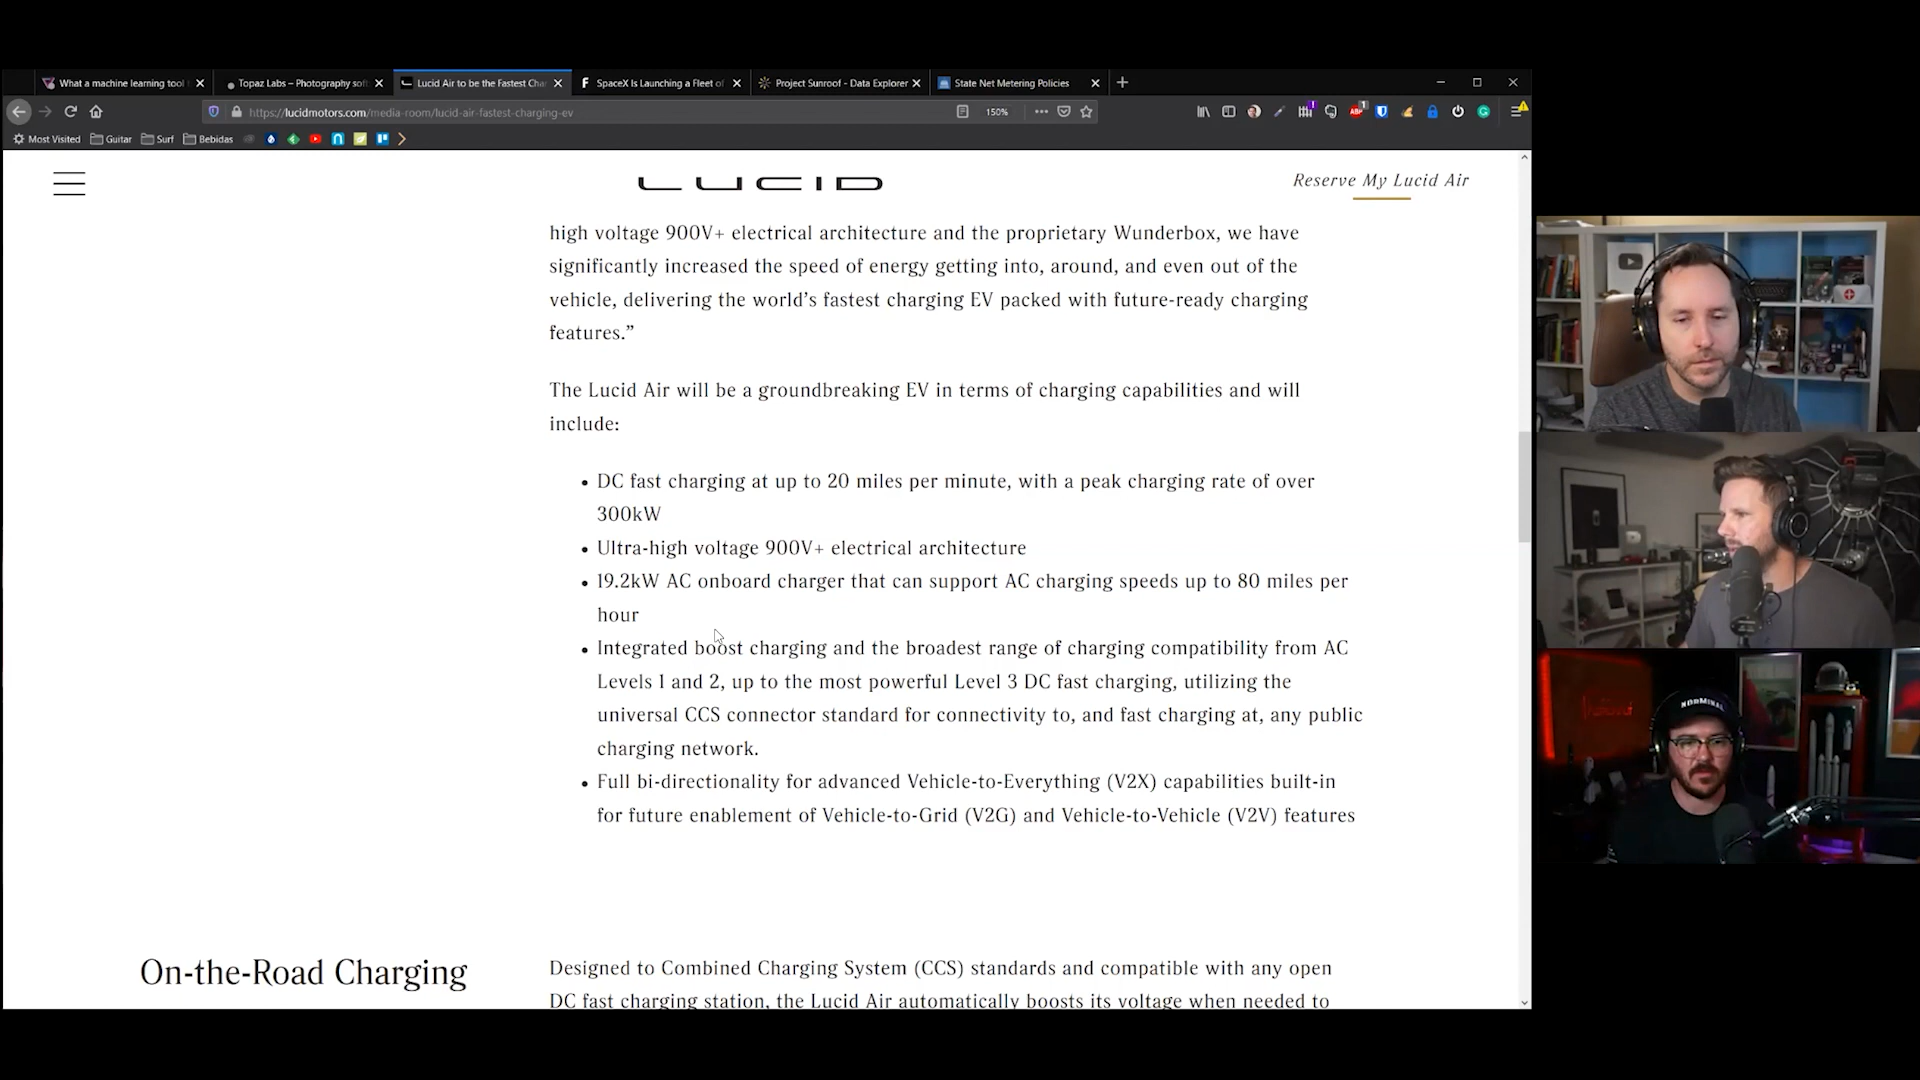 What a machine learning tool
Topaz Labs – Photography sof
Lucid Air to be the Fastest Cha
SpaceX Is Launching a Fleet of
Project Sunroof - Data Explorer
State Net Metering Policies
https://lucidmotors.com/media-room/lucid-air-fastest-charging-ev
150%
Most Visited
Guitar
Surf
Bebidas
LUCID
Reserve My Lucid Air
high voltage 900V+ electrical architecture and the proprietary Wunderbox, we have
significantly increased the speed of energy getting into, around, and even out of the
vehicle, delivering the world’s fastest charging EV packed with future-ready charging
features.”
The Lucid Air will be a groundbreaking EV in terms of charging capabilities and will
include:
• DC fast charging at up to 20 miles per minute, with a peak charging rate of over
300kW
• Ultra-high voltage 900V+ electrical architecture
• 19.2kW AC onboard charger that can support AC charging speeds up to 80 miles per
hour
• Integrated boost charging and the broadest range of charging compatibility from AC
Levels 1 and 2, up to the most powerful Level 3 DC fast charging, utilizing the
universal CCS connector standard for connectivity to, and fast charging at, any public
charging network.
• Full bi-directionality for advanced Vehicle-to-Everything (V2X) capabilities built-in
for future enablement of Vehicle-to-Grid (V2G) and Vehicle-to-Vehicle (V2V) features
On-the-Road Charging
Designed to Combined Charging System (CCS) standards and compatible with any open
DC fast charging station, the Lucid Air automatically boosts its voltage when needed to
NORMINAL